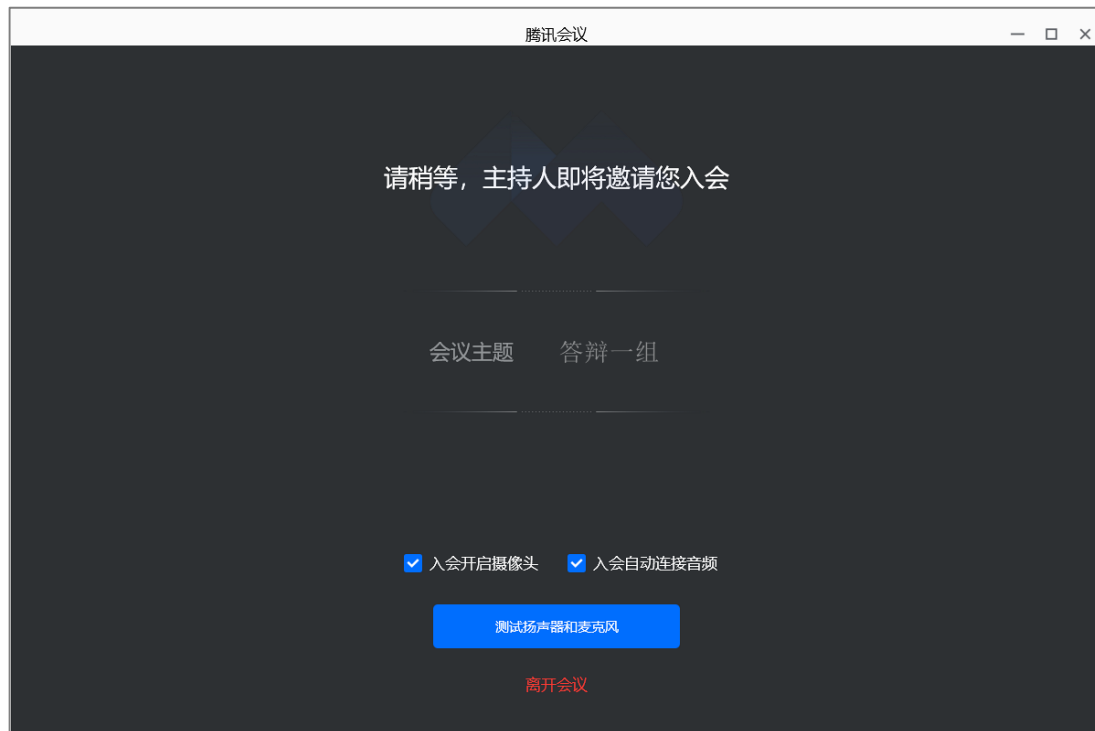 腾讯会议
请稍等，主持人即将邀请您入会
会议主题 答辩一组
入会开启摄像头 入会自动连接音频
测试扬声器和麦克风
离开会议